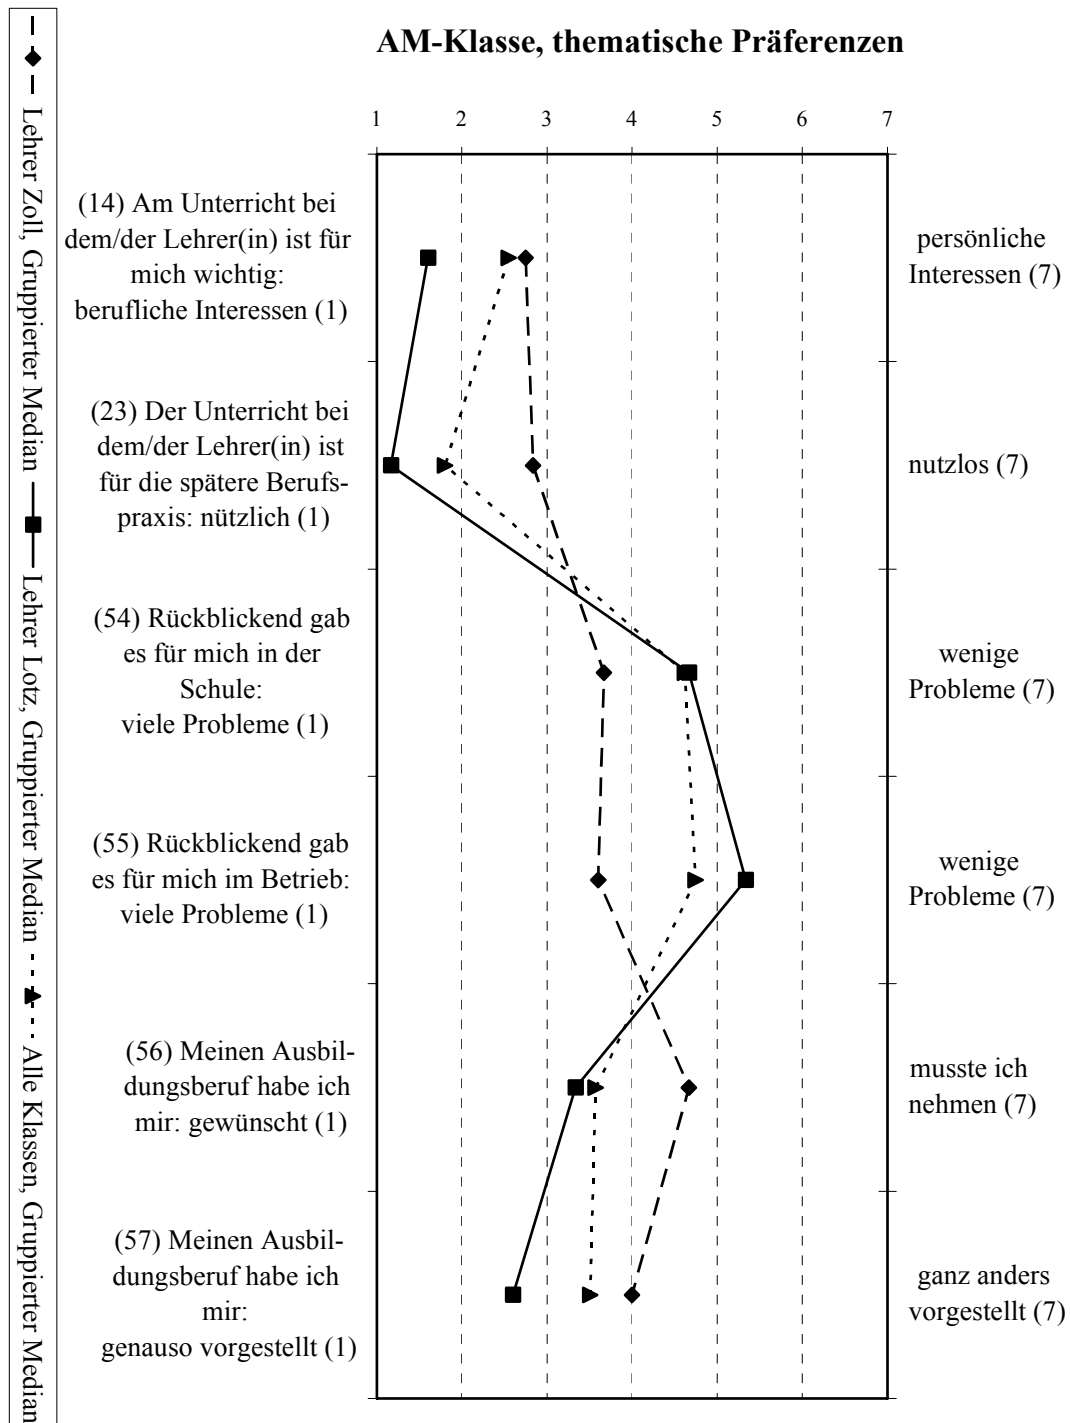 AM-Klasse, thematische Präferenzen
1 2 3 4 5 6 7
(14) Am Unterricht bei
dem/der Lehrer(in) ist für
mich wichtig:
berufliche Interessen (1)
persönliche
Interessen (7)
(23) Der Unterricht bei
dem/der Lehrer(in) ist
für die spätere Berufs-
praxis: nützlich (1)
nutzlos (7)
(54) Rückblickend gab
es für mich in der
Schule:
viele Probleme (1)
wenige
Probleme (7)
(55) Rückblickend gab
es für mich im Betrieb:
viele Probleme (1)
wenige
Probleme (7)
(56) Meinen Ausbil-
dungsberuf habe ich
mir: gewünscht (1)
musste ich
nehmen (7)
(57) Meinen Ausbil-
dungsberuf habe ich
mir:
genauso vorgestellt (1)
ganz anders
vorgestellt (7)
Lehrer Zoll, Gruppierter Median
Lehrer Lotz, Gruppierter Median
Alle Klassen, Gruppierter Median